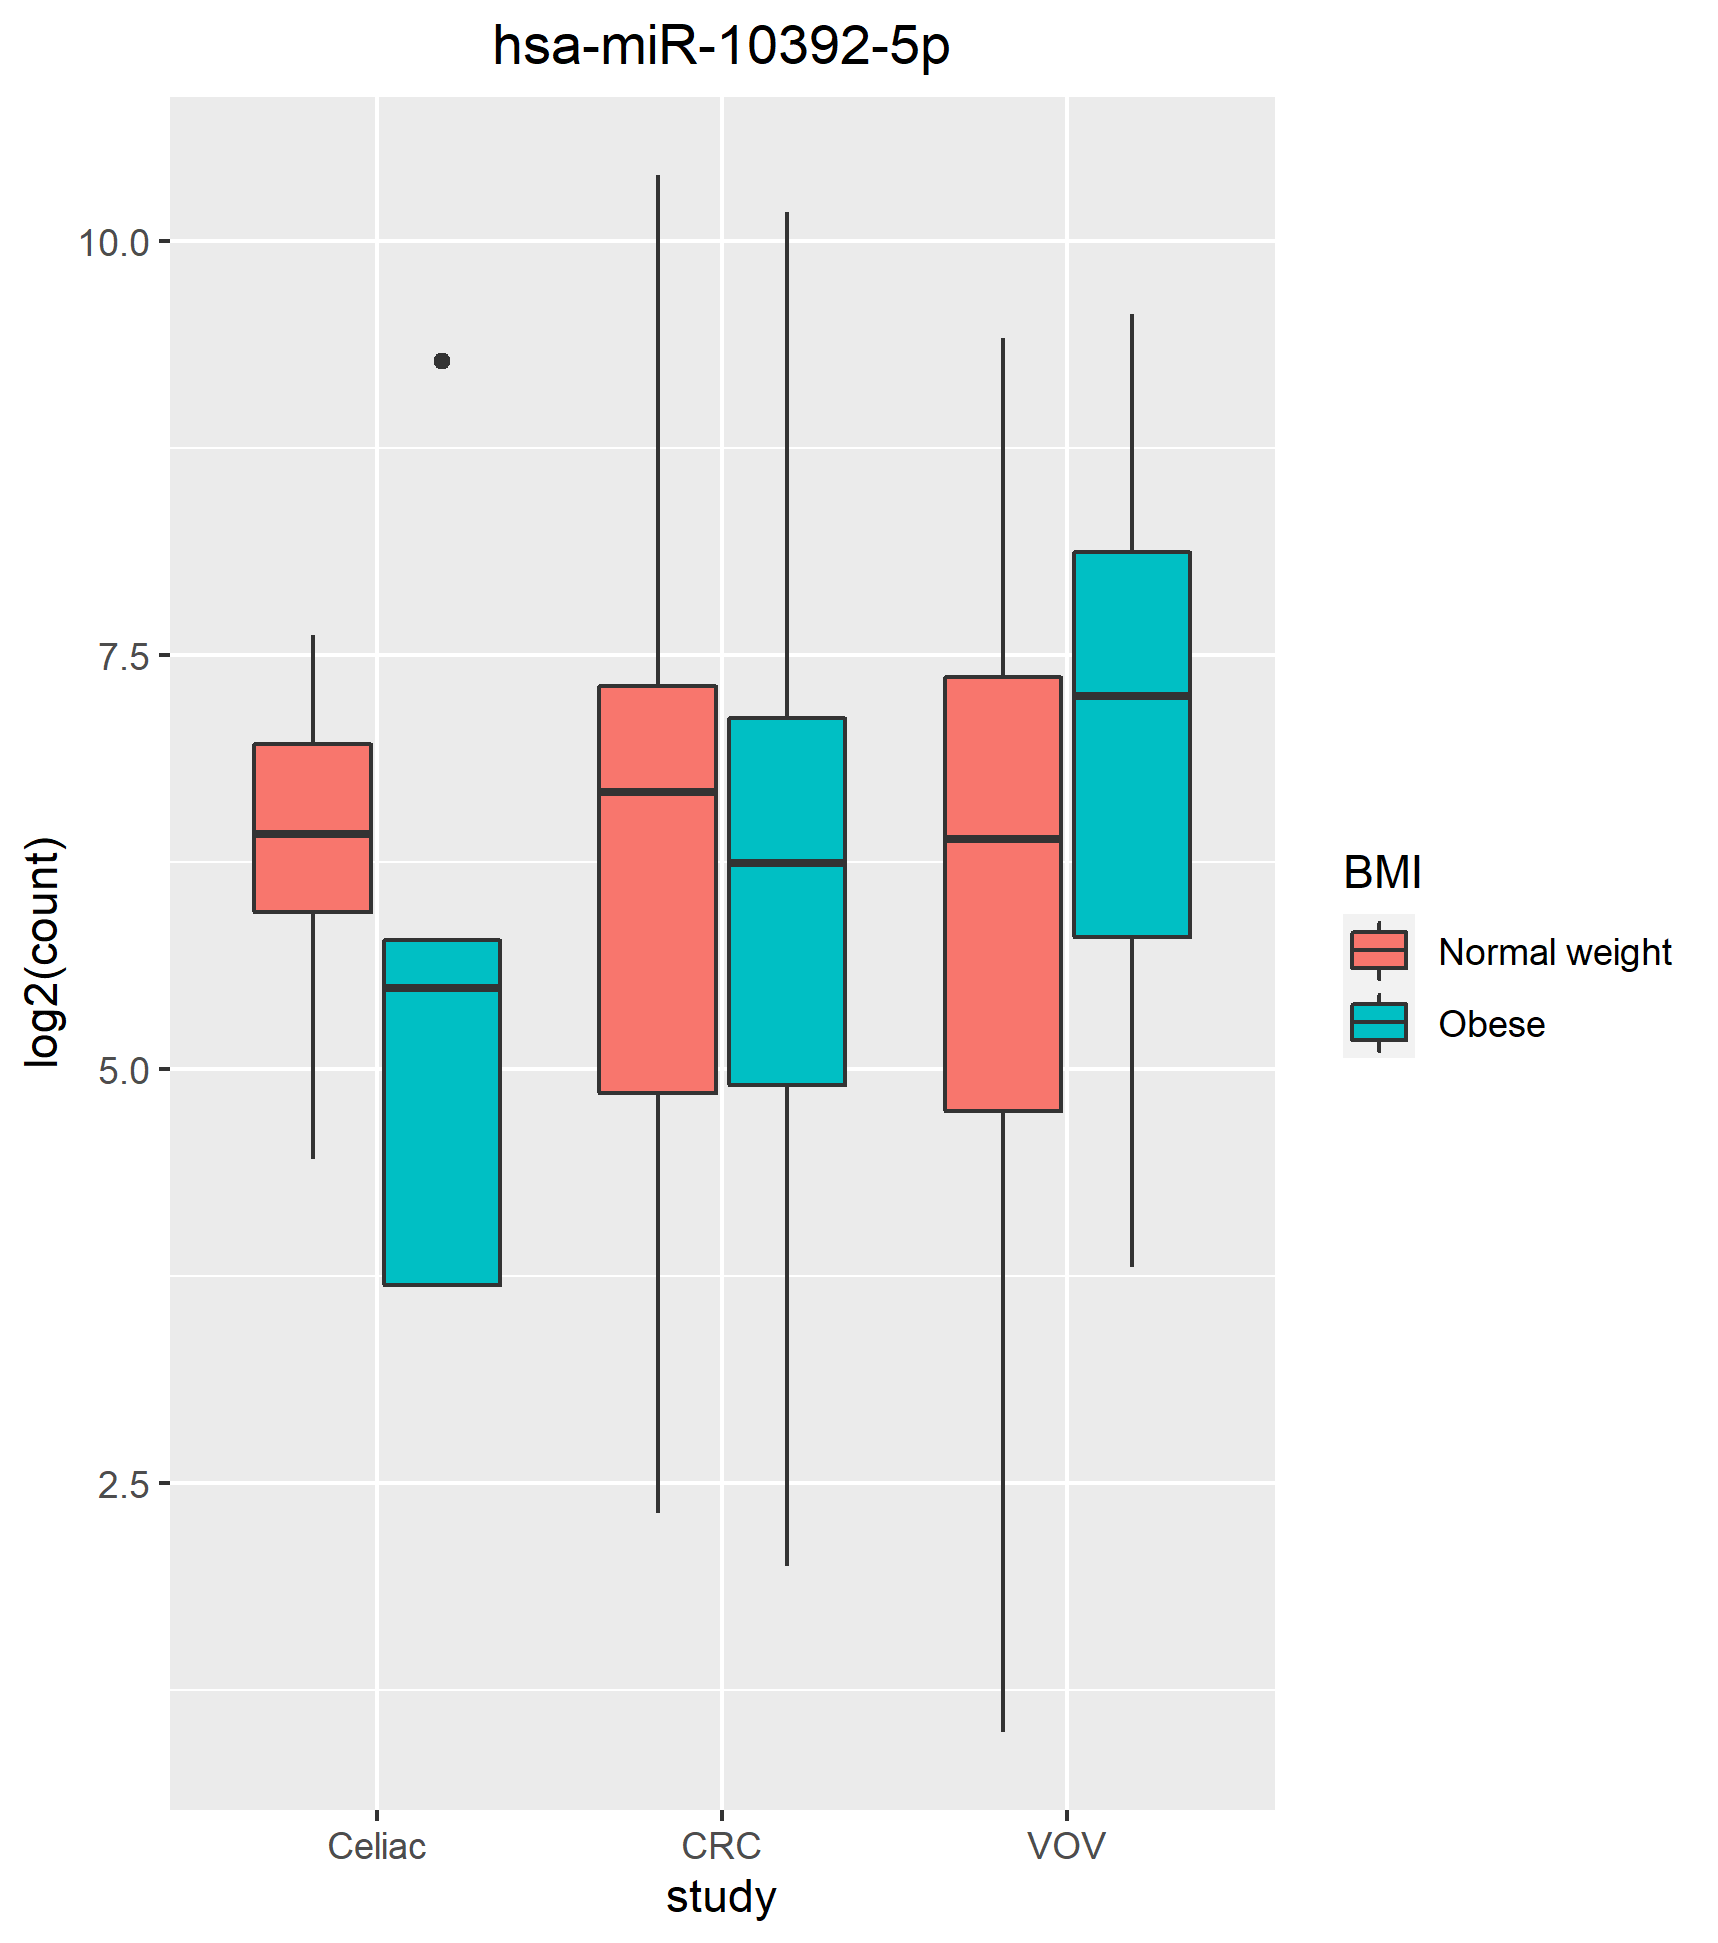 hsa-miR-10392-5p
log2(count)
10.0
7.5
5.0
2.5
Celiac
CRC
VOV
study
BMI
Normal weight
Obese